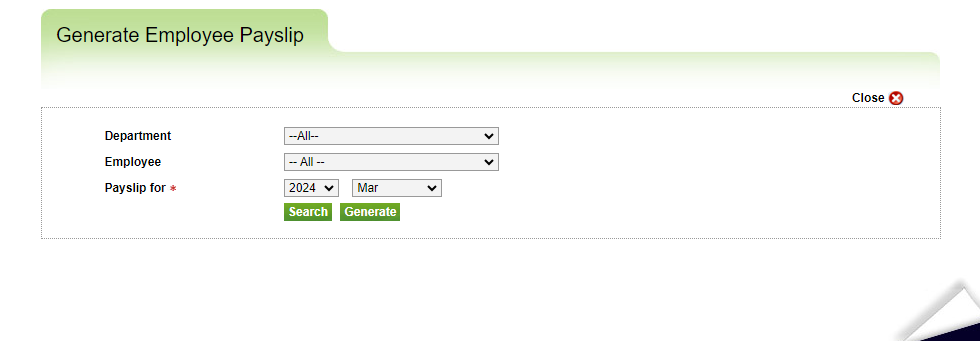 Generate Employee Payslip
Close
Department --All--
Employee -- All --
Payslip for * 2024 Mar
Search Generate